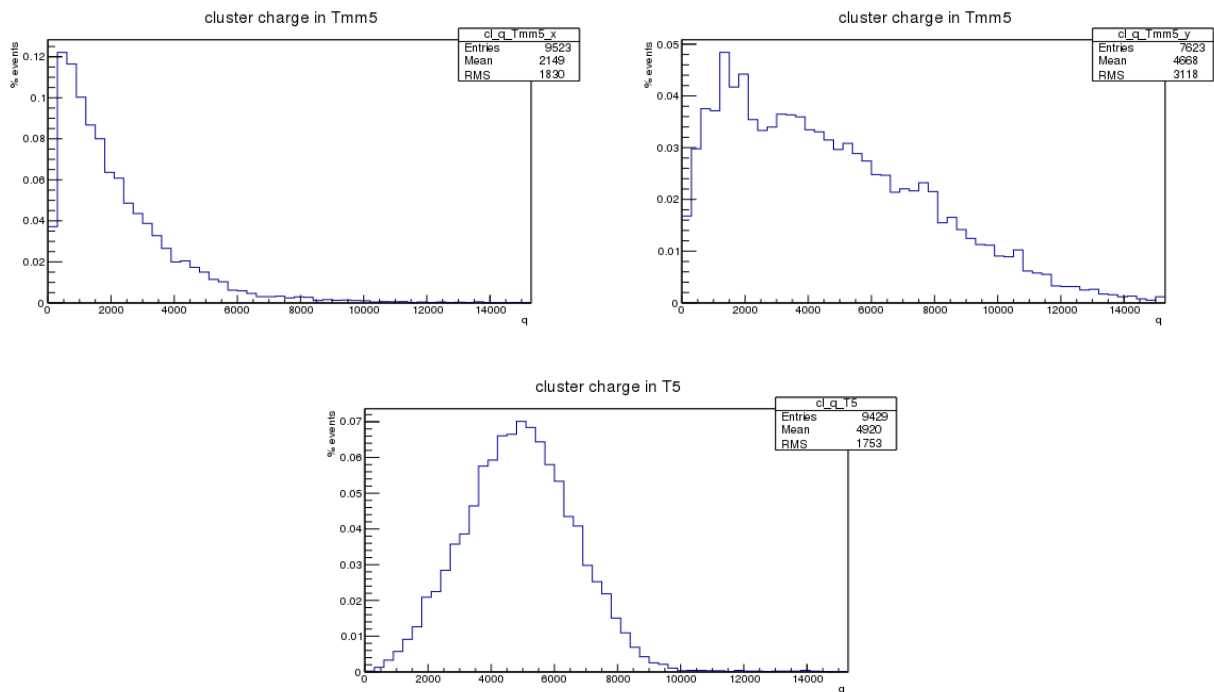 cluster charge in Tmm5
cl_q_Tmm5_x
Entries 9523
Mean 2149
RMS 1830
% events
0.12
0.1
0.08
0.06
0.04
0.02
0
0 2000 4000 6000 8000 10000 12000 14000
q
cluster charge in Tmm5
cl_q_Tmm5_y
Entries 7623
Mean 4668
RMS 3118
% events
0.05
0.04
0.03
0.02
0.01
0
0 2000 4000 6000 8000 10000 12000 14000
q
cluster charge in T5
cl_q_T5
Entries 9429
Mean 4920
RMS 1753
% events
0.07
0.06
0.05
0.04
0.03
0.02
0.01
0
0 2000 4000 6000 8000 10000 12000 14000
q